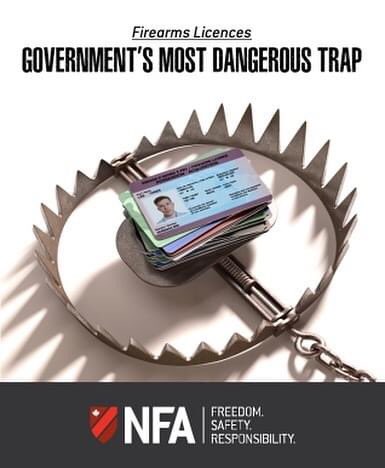 Firearms Licences
GOVERNMENT'S MOST DANGEROUS TRAP
NFA
FREEDOM.
SAFETY.
RESPONSIBILITY.